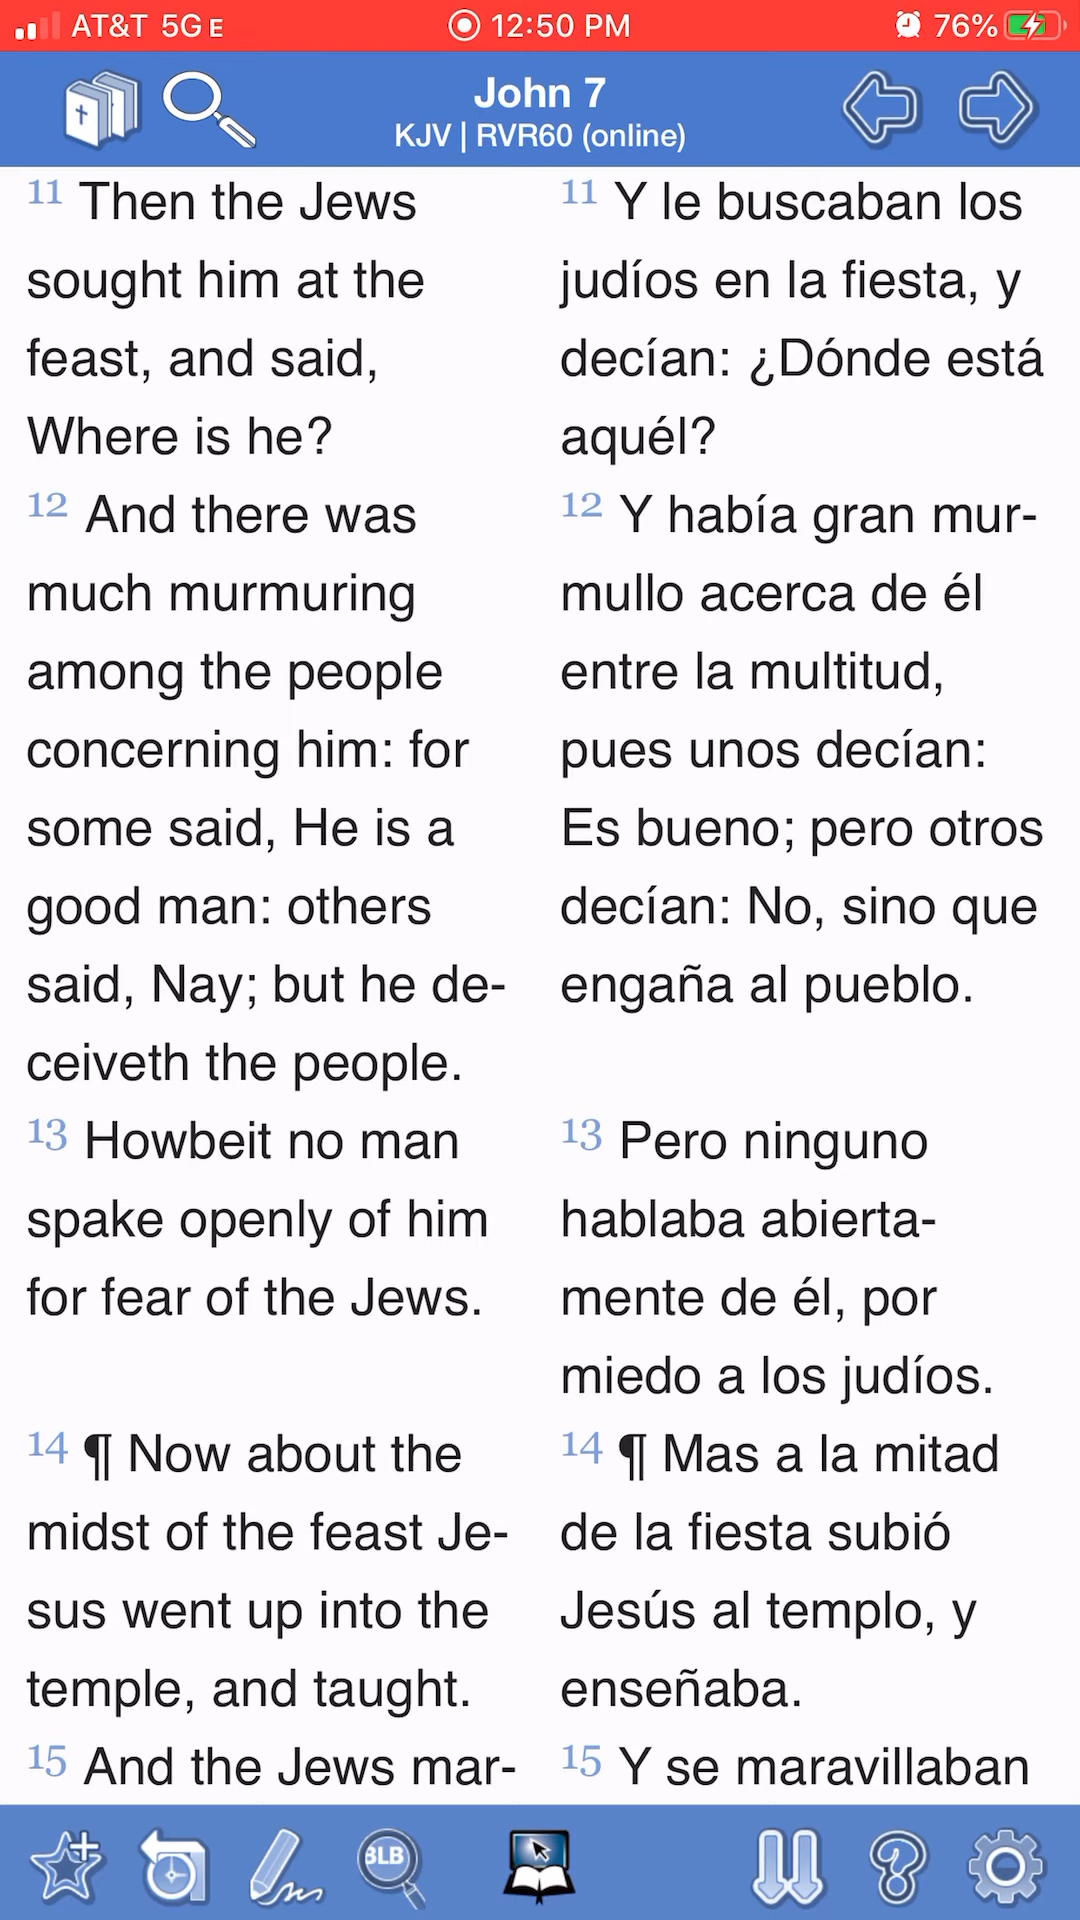 AT&T 5GE 12:50 PM 76%
John 7
KJV | RVR60 (online)
11 Then the Jews
sought him at the
feast, and said,
Where is he?
12 And there was
much murmuring
among the people
concerning him: for
some said, He is a
good man: others
said, Nay; but he de-
ceiveth the people.
13 Howbeit no man
spake openly of him
for fear of the Jews.
14 ¶ Now about the
midst of the feast Je-
sus went up into the
temple, and taught.
15 And the Jews mar-
11 Y le buscaban los
judíos en la fiesta, y
decían: ¿Dónde está
aquél?
12 Y había gran mur-
mullo acerca de él
entre la multitud,
pues unos decían:
Es bueno; pero otros
decían: No, sino que
engaña al pueblo.
13 Pero ninguno
hablaba abierta-
mente de él, por
miedo a los judíos.
14 ¶ Mas a la mitad
de la fiesta subió
Jesús al templo, y
enseñaba.
15 Y se maravillaban
BLB